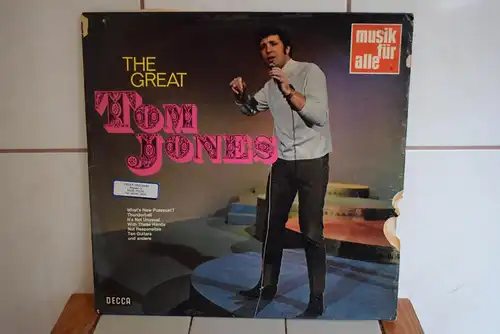 THE
GREAT
TOM
JONES
musik
für
alle
What's New Pussycat?
Thunderball
It's Not Unusual
With These Hands
Not Responsible
Ten Guitars
und andere
DECCA